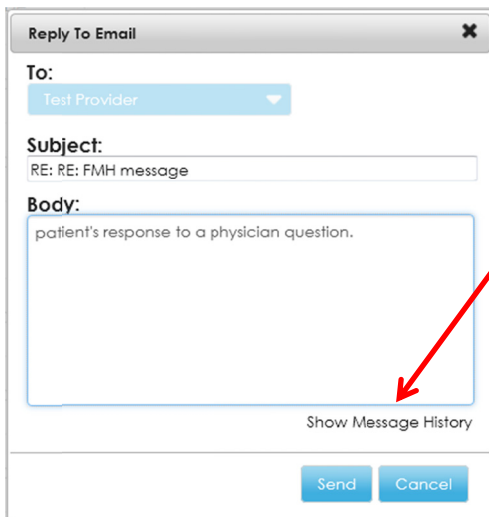 Reply To Email
To:
Test Provider
Subject:
RE: RE: FMH message
Body:
patient's response to a physician question.
Show Message History
Send Cancel